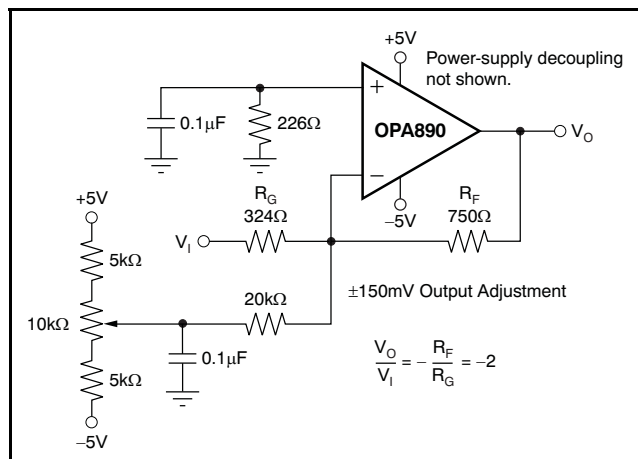 +5V
Power-supply decoupling
not shown.
+
0.1μF
226Ω
OPA890
V_O
−
−5V
R_G
324Ω
R_F
750Ω
+5V
V_I
5kΩ
20kΩ
±150mV Output Adjustment
10kΩ
0.1μF
5kΩ
V_O / V_I = − R_F / R_G = −2
−5V